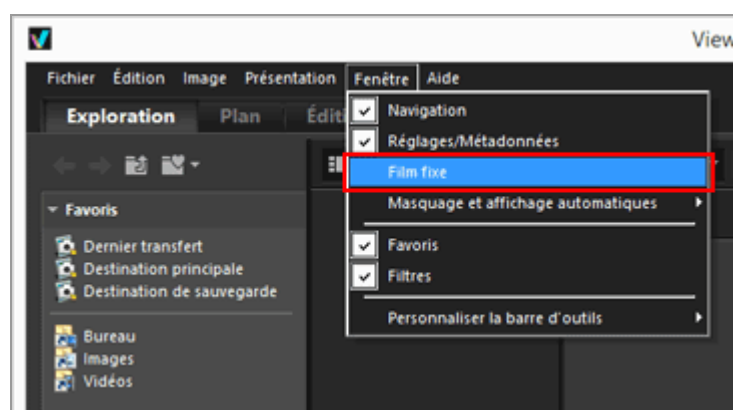 View
Fichier Édition Image Présentation Fenêtre Aide
Exploration Plan Édit
Navigation
Réglages/Métadonnées
Film fixe
Masquage et affichage automatiques
Favoris
Filtres
Personnaliser la barre d'outils
Favoris
Dernier transfert
Destination principale
Destination de sauvegarde
Bureau
Images
Vidéos